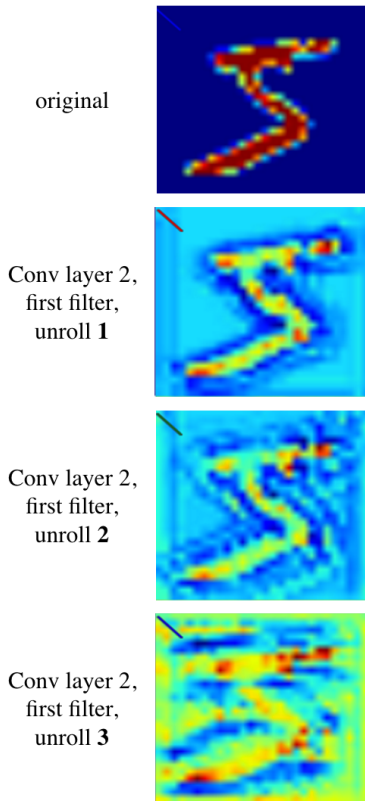 original
Conv layer 2,
first filter,
unroll 1
Conv layer 2,
first filter,
unroll 2
Conv layer 2,
first filter,
unroll 3